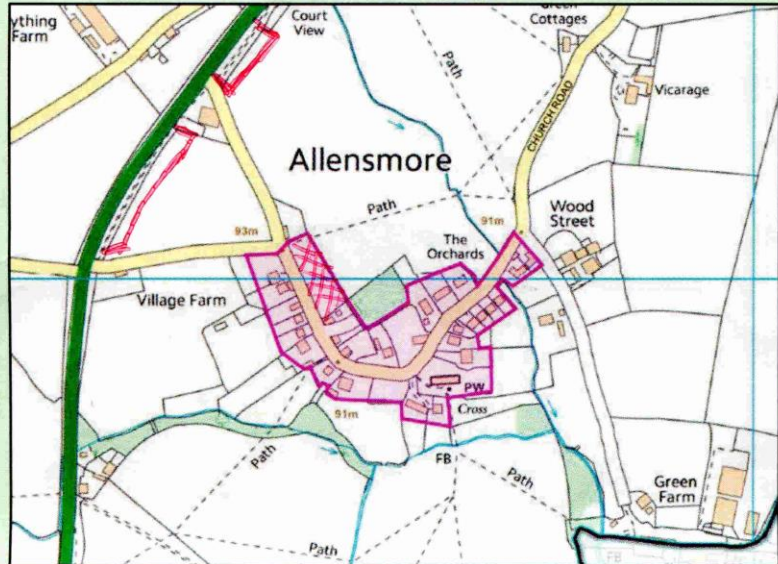 ything
Farm
Court
View
Green
Cottages
Path
Vicarage
CHURCH ROAD
Allensmore
Path
93m
91m
Wood
Street
The
Orchards
Village Farm
PW
Cross
91m
Path
FB
Path
Green
Farm
Path
FB